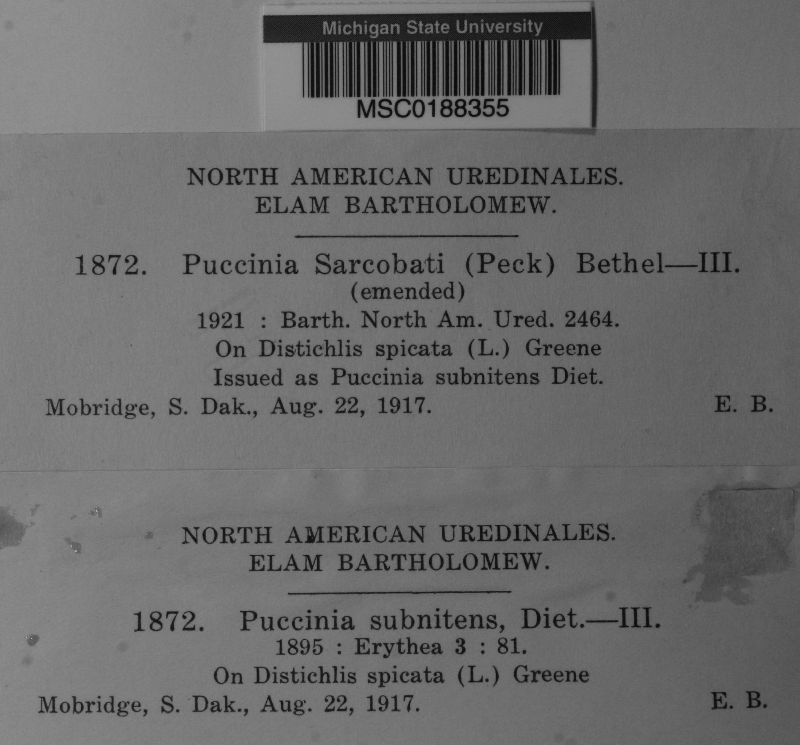 Michigan State University
MSC0188355
NORTH AMERICAN UREDINALES.
ELAM BARTHOLOMEW.
1872. Puccinia Sarcobati (Peck) Bethel—III.
(emended)
1921 : Barth. North Am. Ured. 2464.
On Distichlis spicata (L.) Greene
Issued as Puccinia subnitens Diet.
Mobridge, S. Dak., Aug. 22, 1917. E. B.
NORTH AMERICAN UREDINALES.
ELAM BARTHOLOMEW.
1872. Puccinia subnitens, Diet.—III.
1895 : Erythea 3 : 81.
On Distichlis spicata (L.) Greene
Mobridge, S. Dak., Aug. 22, 1917. E. B.